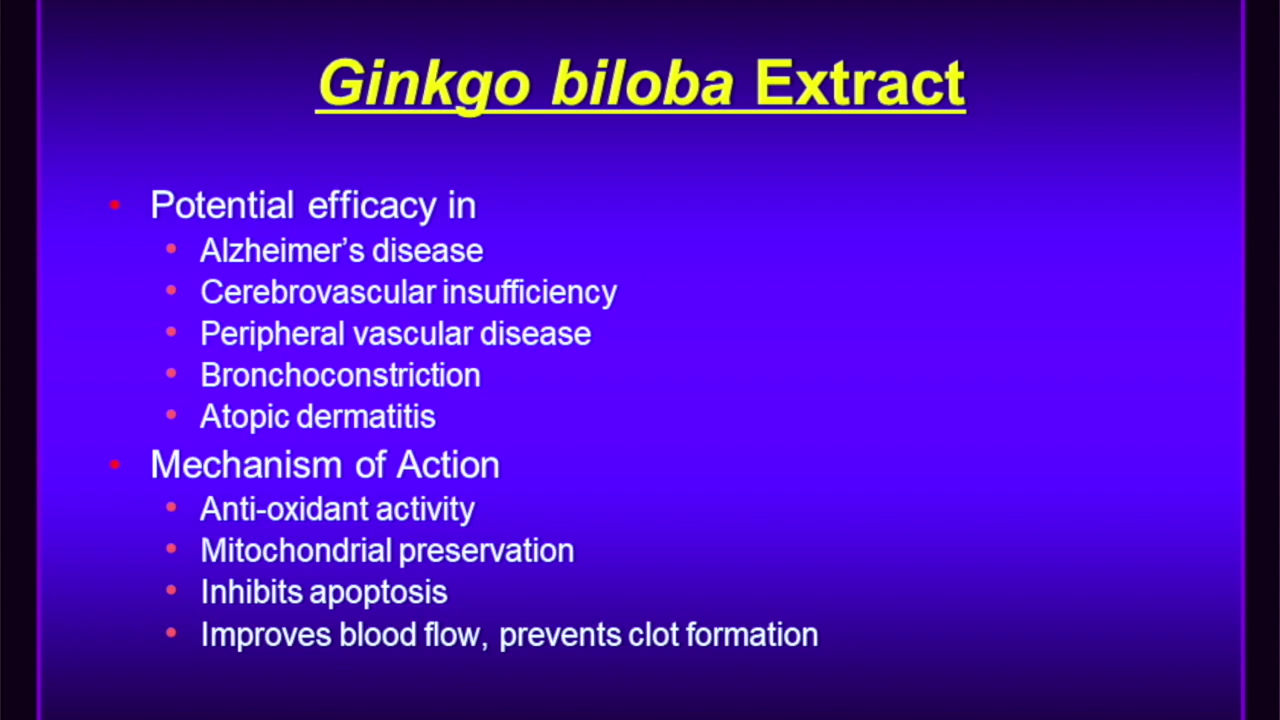 Ginkgo biloba Extract
• Potential efficacy in
• Alzheimer’s disease
• Cerebrovascular insufficiency
• Peripheral vascular disease
• Bronchoconstriction
• Atopic dermatitis
• Mechanism of Action
• Anti-oxidant activity
• Mitochondrial preservation
• Inhibits apoptosis
• Improves blood flow, prevents clot formation